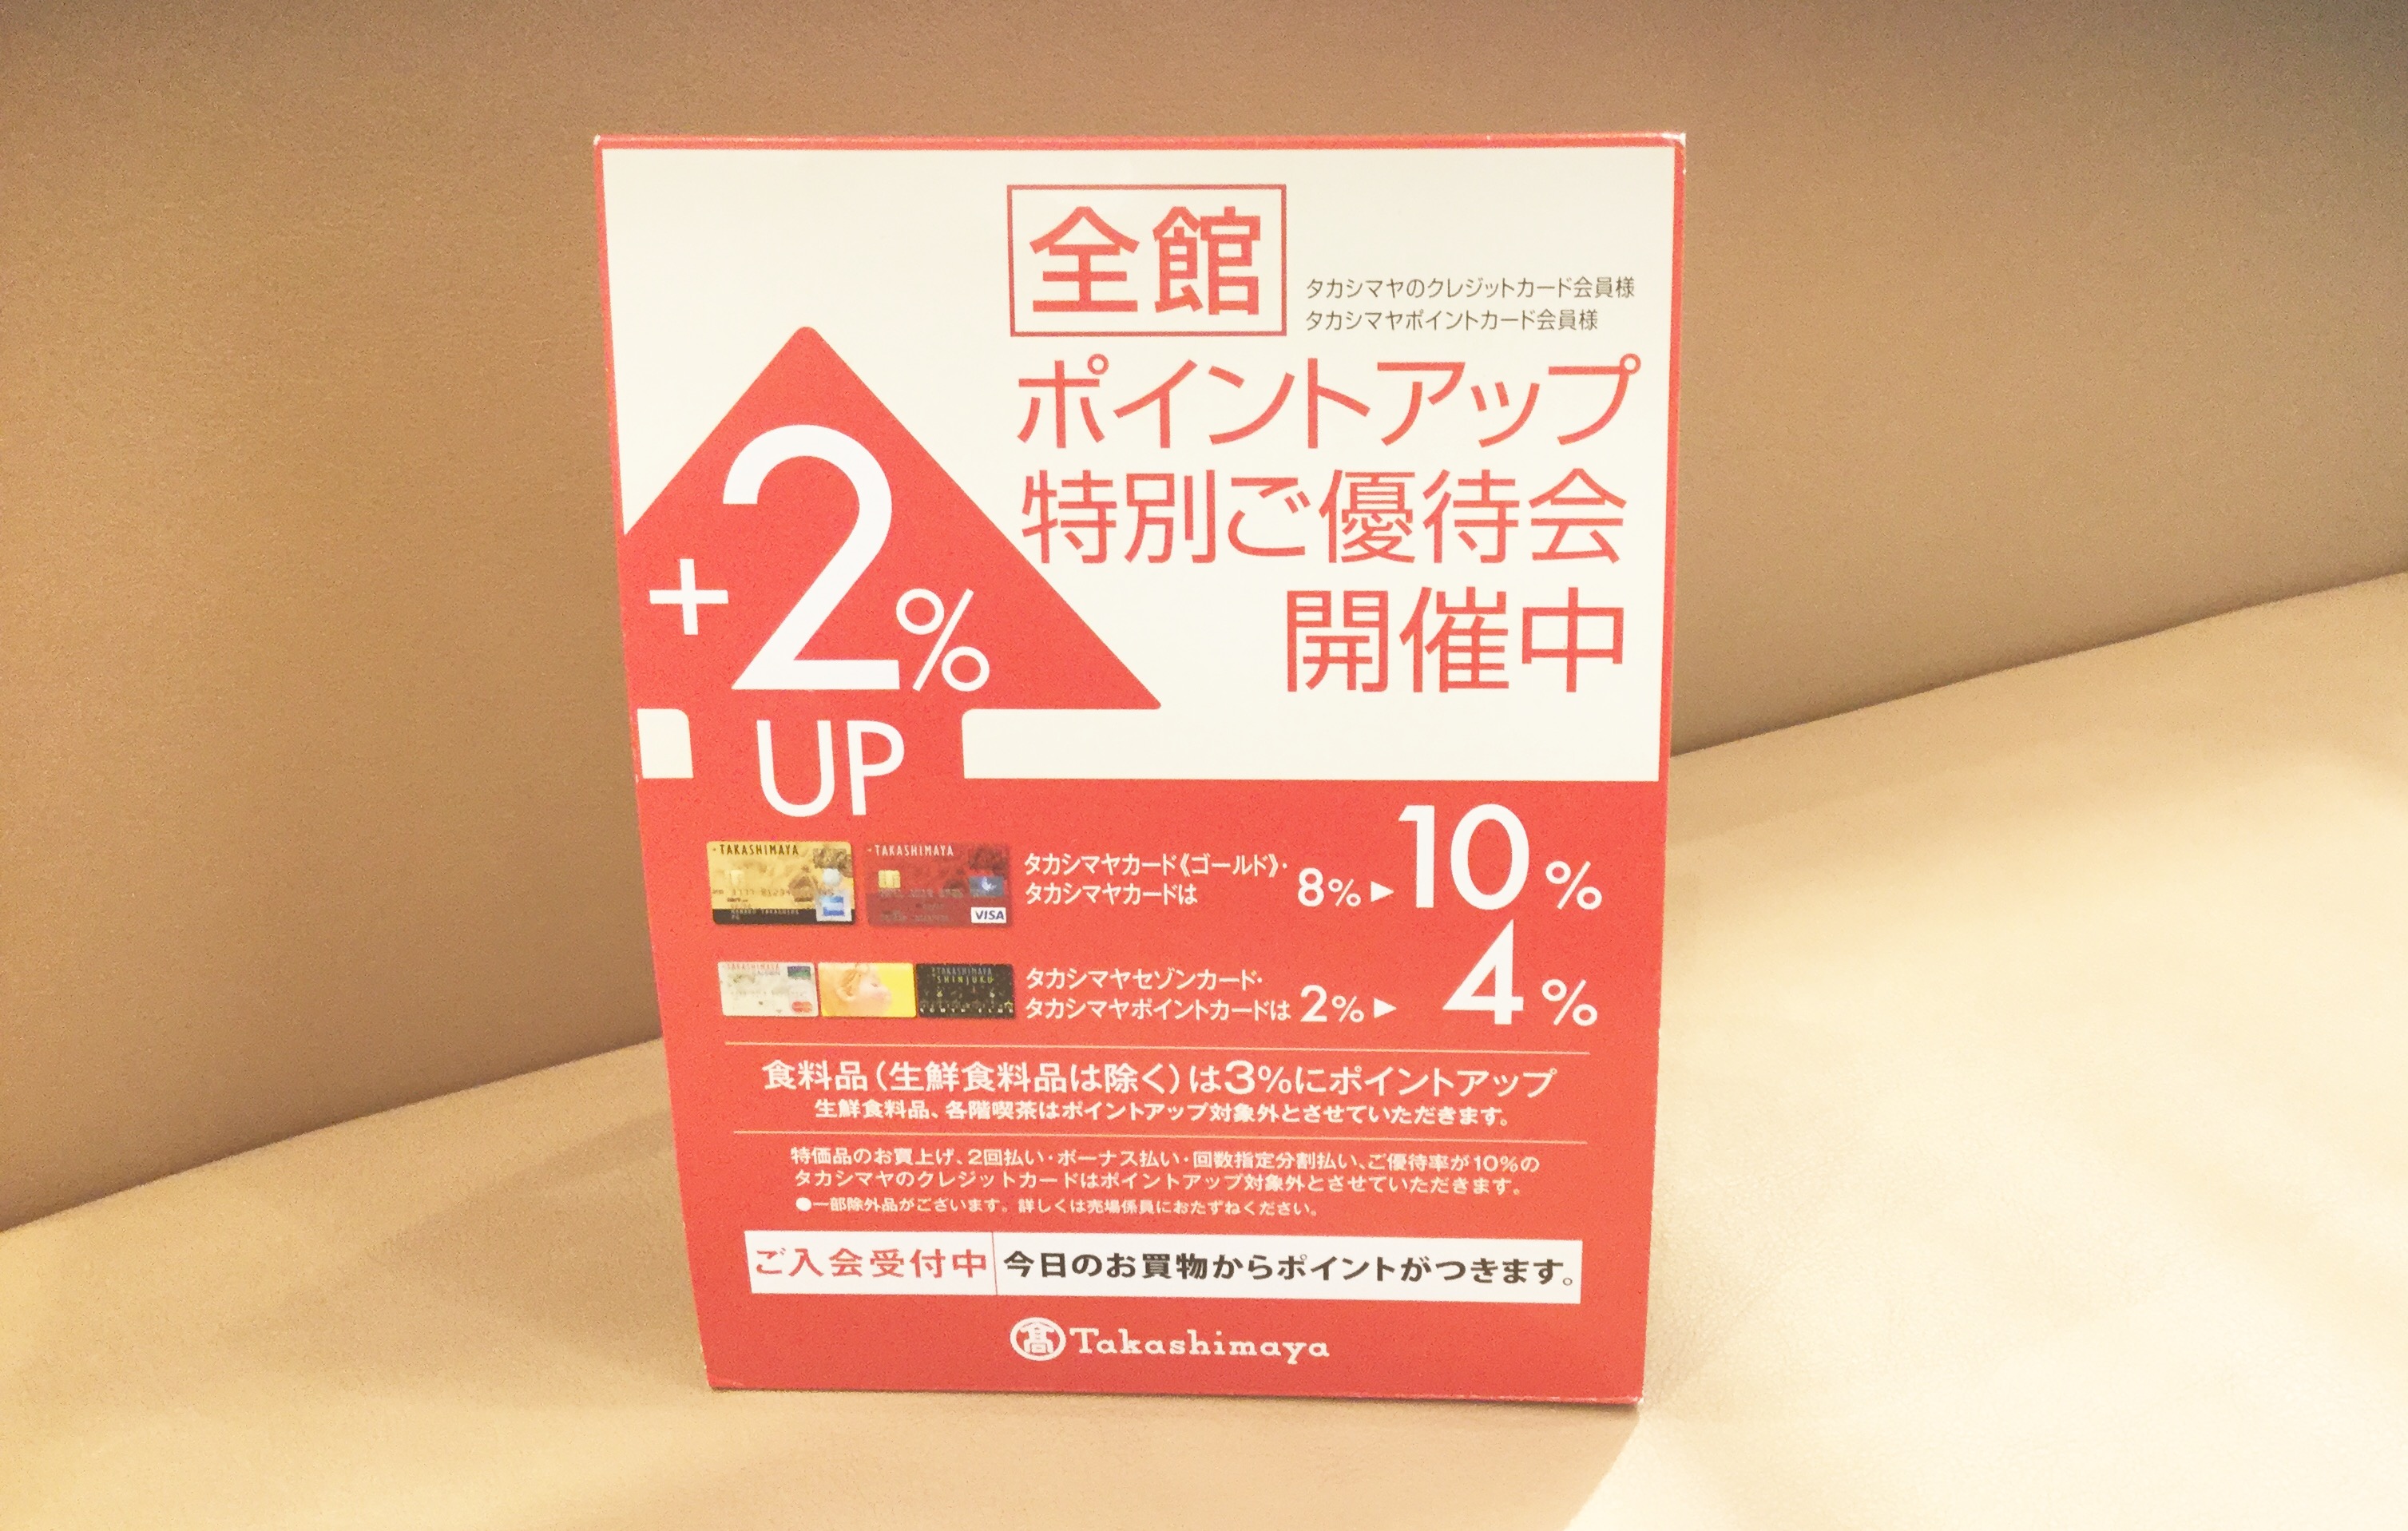 全館
タカシマヤのクレジットカード会員様
タカシマヤポイントカード会員様
ポイントアップ
特別ご優待会
開催中
+2%
UP
TAKASHIMAYA
TAKASHIMAYA
VISA
タカシマヤカード《ゴールド》・
タカシマヤカードは
8%▶10%
TAKASHIMAYA
TAKASHIMAYA
SHINJUKU
タカシマヤセゾンカード・
タカシマヤポイントカードは
2%▶4%
食料品（生鮮食料品は除く）は3%にポイントアップ
生鮮食料品、各階喫茶はポイントアップ対象外とさせていただきます。
特価品のお買上げ、2回払い・ボーナス払い・回数指定分割払い、ご優待率が10%の
タカシマヤのクレジットカードはポイントアップ対象外とさせていただきます。
●一部除外品がございます。詳しくは売場係員におたずねください。
ご入会受付中 今日のお買物からポイントがつきます。
髙 Takashimaya